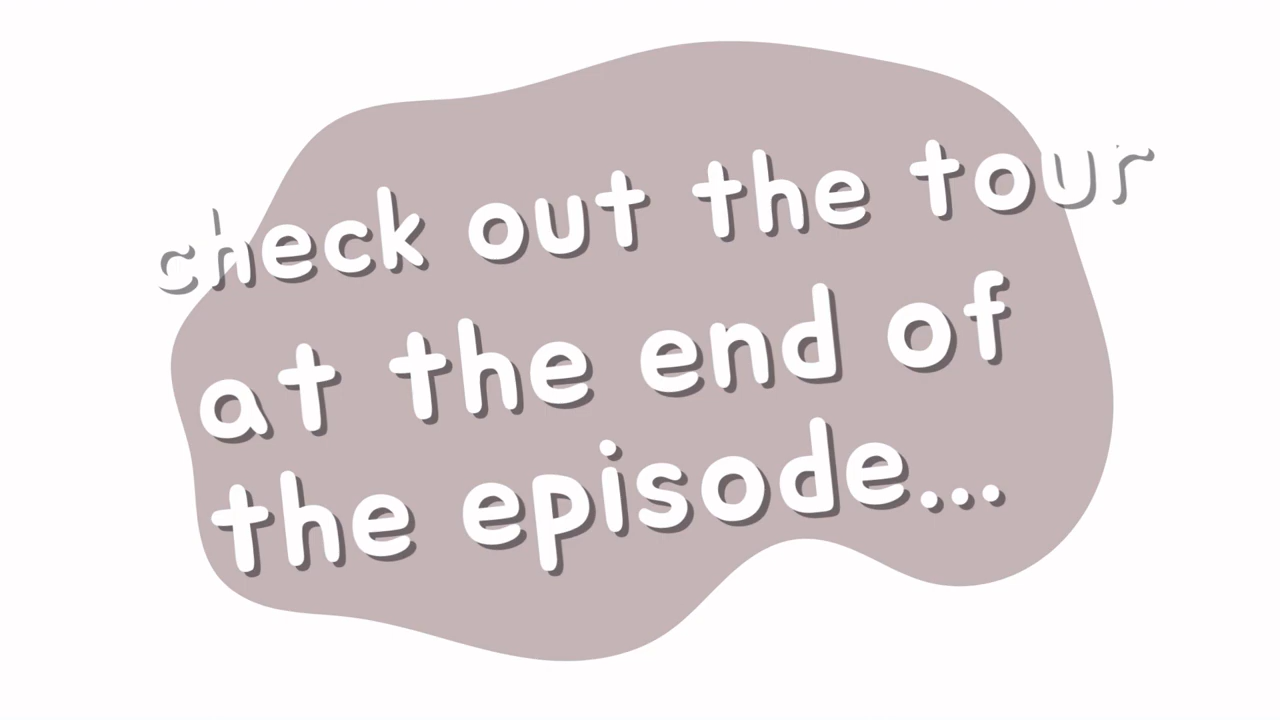 check out the tour
at the end of
the episode...